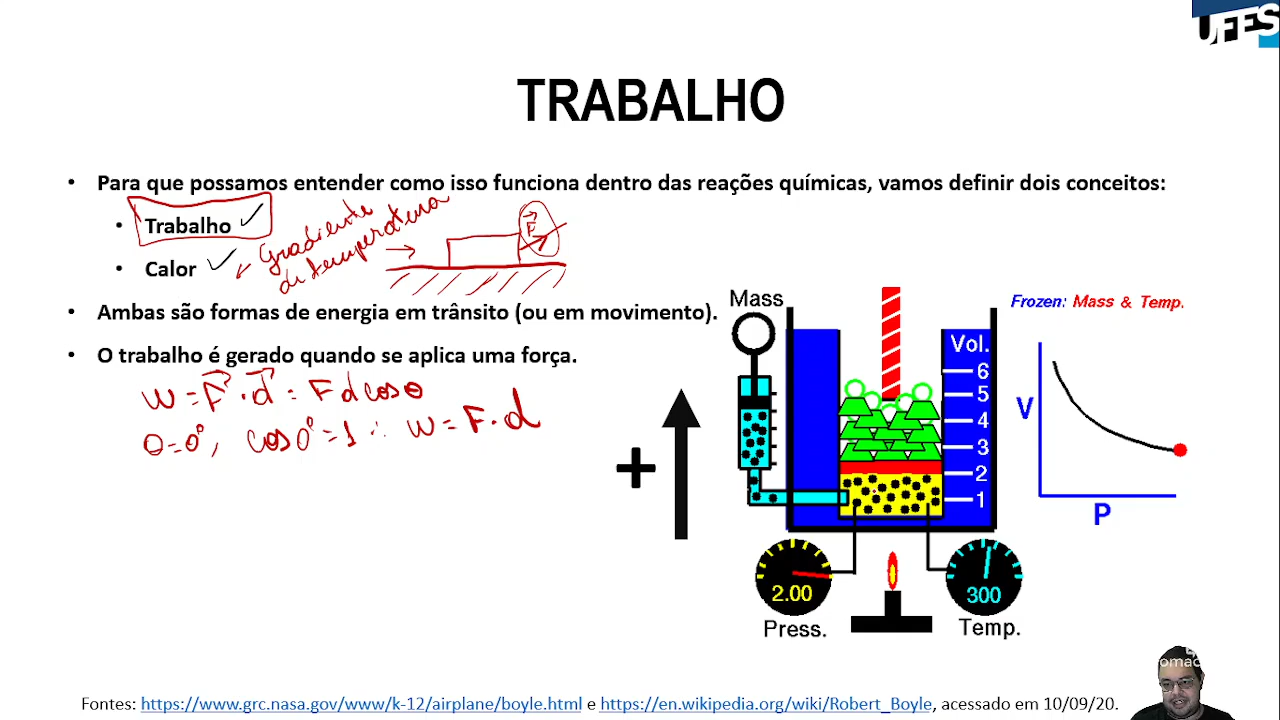 UFES
TRABALHO
• Para que possamos entender como isso funciona dentro das reações químicas, vamos definir dois conceitos:
• Trabalho ✓
• Calor ✓
Gradiente
de temperatura
F
• Ambas são formas de energia em trânsito (ou em movimento).
• O trabalho é gerado quando se aplica uma força.
W = F · d = F d cos θ
θ = 0°, cos 0° = 1 ∴ W = F · d
+
Mass
Vol.
6
5
4
3
2
1
2.00
Press.
300
Temp.
Frozen: Mass & Temp.
V
P
Fontes: https://www.grc.nasa.gov/www/k-12/airplane/boyle.html e https://en.wikipedia.org/wiki/Robert_Boyle, acessado em 10/09/20.